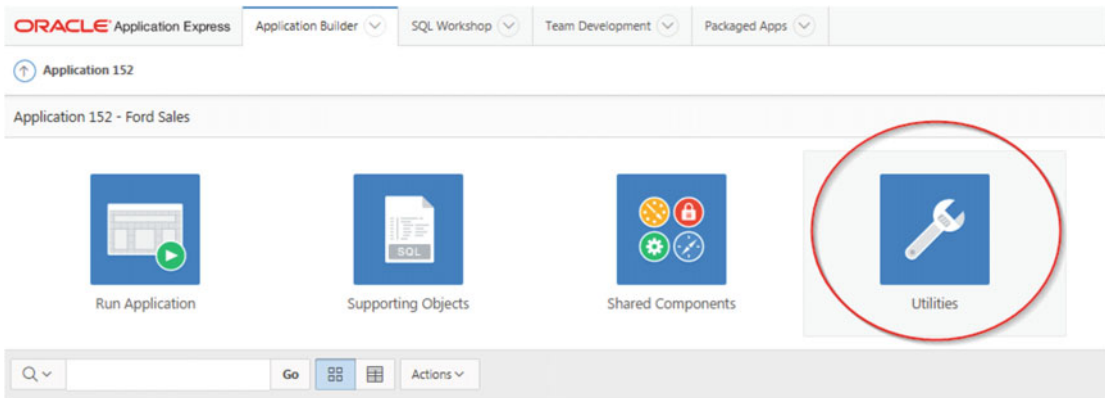 ORACLE Application Express Application Builder SQL Workshop Team Development Packaged Apps
Application 152
Application 152 - Ford Sales
SQL
Run Application Supporting Objects Shared Components Utilities
Go Actions